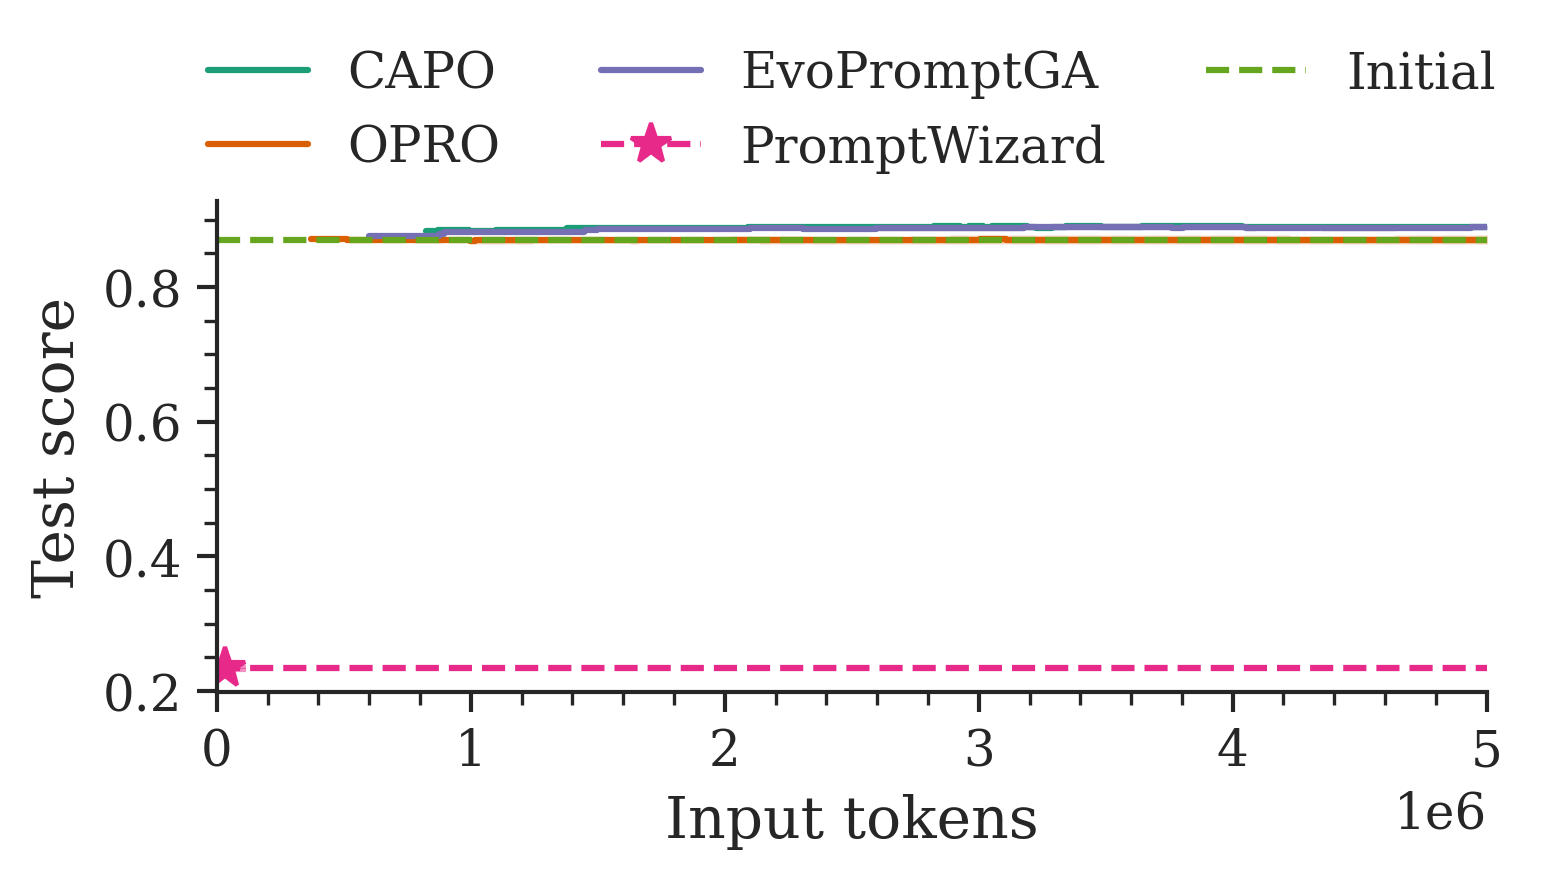 CAPO
EvoPromptGA
Initial
OPRO
PromptWizard
Test score
0.8
0.6
0.4
0.2
0 1 2 3 4 5
Input tokens
1e6